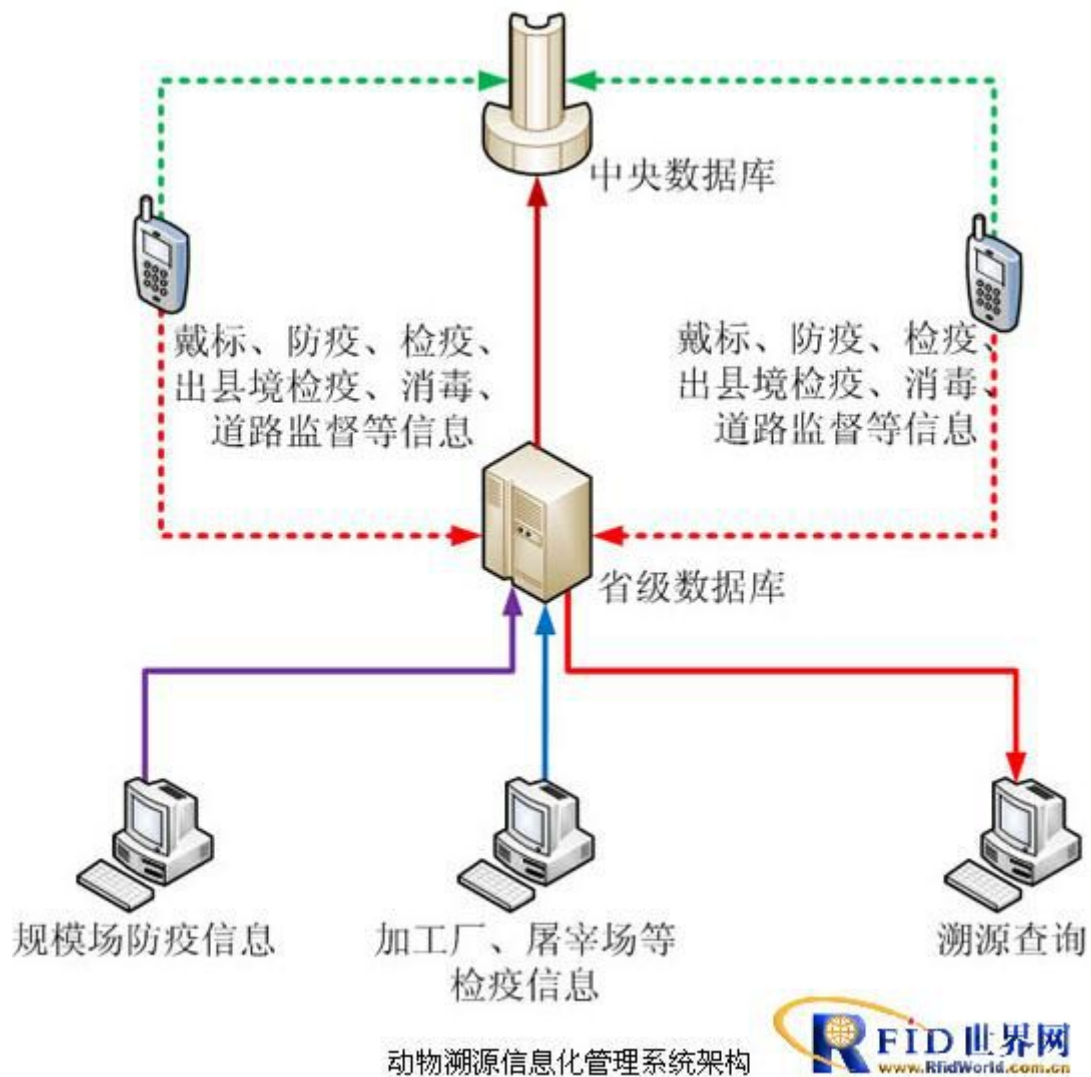 中央数据库
戴标、防疫、检疫、
出县境检疫、消毒、
道路监督等信息
戴标、防疫、检疫、
出县境检疫、消毒、
道路监督等信息
省级数据库
规模场防疫信息
加工厂、屠宰场等
检疫信息
溯源查询
动物溯源信息化管理系统架构
RFID世界网
www.RfidWorld.com.cn